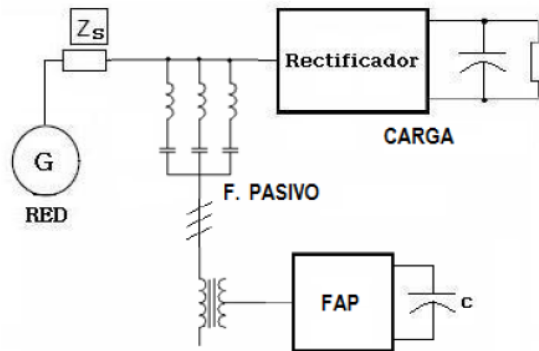 Zs
Rectificador
CARGA
G
RED
F. PASIVO
FAP
C